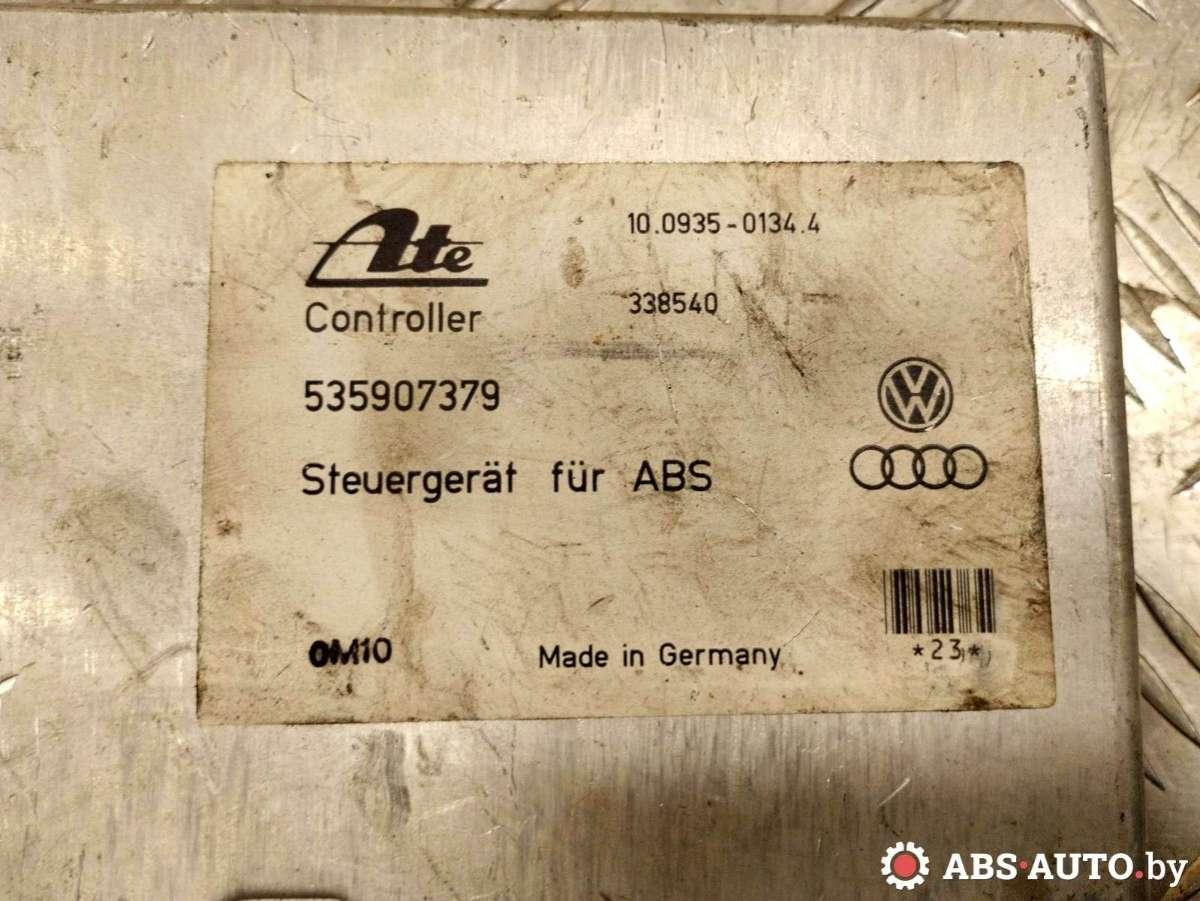 Ate
10.0935-0134.4
Controller
338540
535907379
Steuergerät für ABS
0M10
Made in Germany
*23*
ABS·AUTO.by